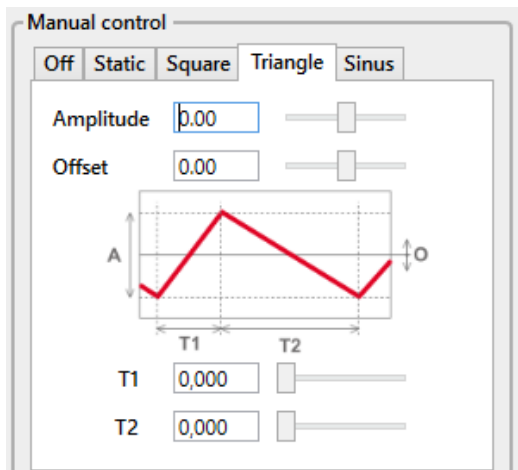 Manual control
Off Static Square Triangle Sinus
Amplitude 0.00
Offset 0.00
A O
T1 T2
T1 0,000
T2 0,000